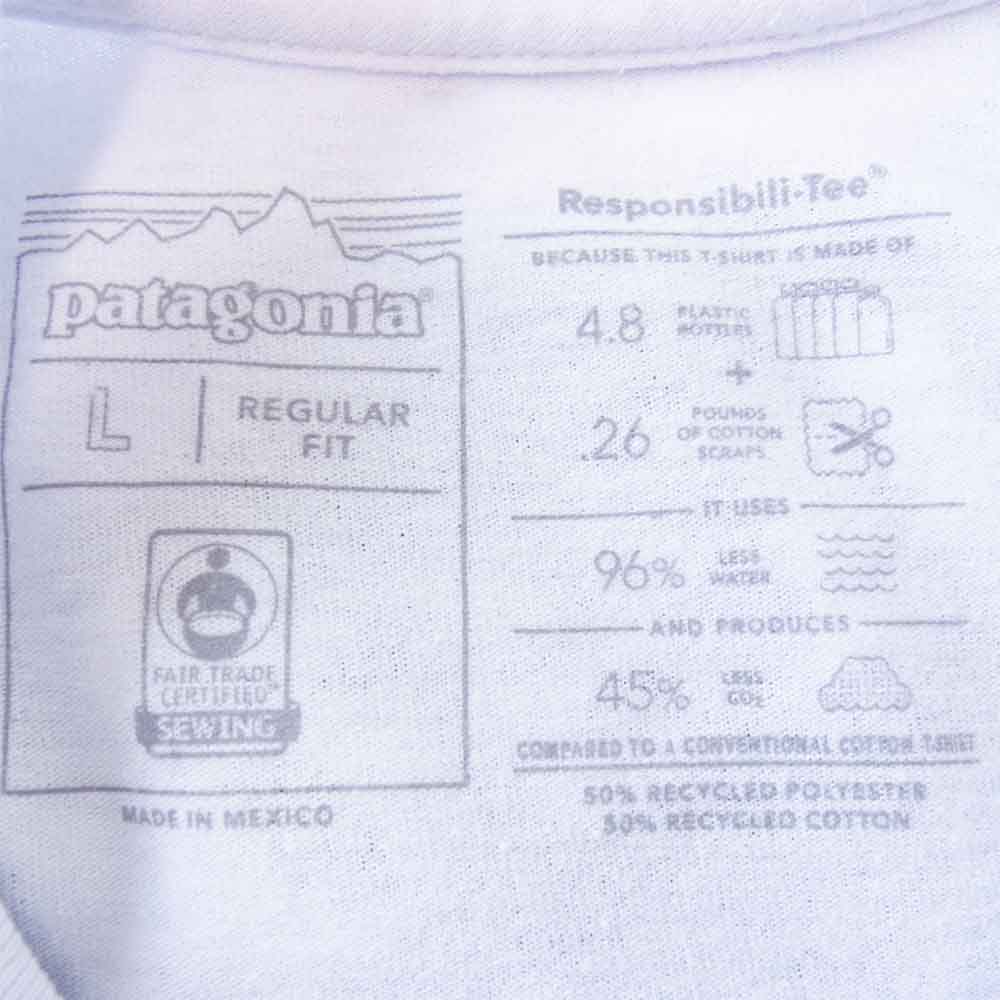 patagonia®
L
REGULAR
FIT
FAIR TRADE
CERTIFIED™
SEWING
MADE IN MEXICO
Responsibili-Tee®
BECAUSE THIS T-SHIRT IS MADE OF
4.8 PLASTIC
BOTTLES
+
.26 POUNDS
OF COTTON
SCRAPS
IT USES
96% LESS
WATER
AND PRODUCES
45% LESS
CO₂
COMPARED TO A CONVENTIONAL COTTON T-SHIRT
50% RECYCLED POLYESTER
50% RECYCLED COTTON